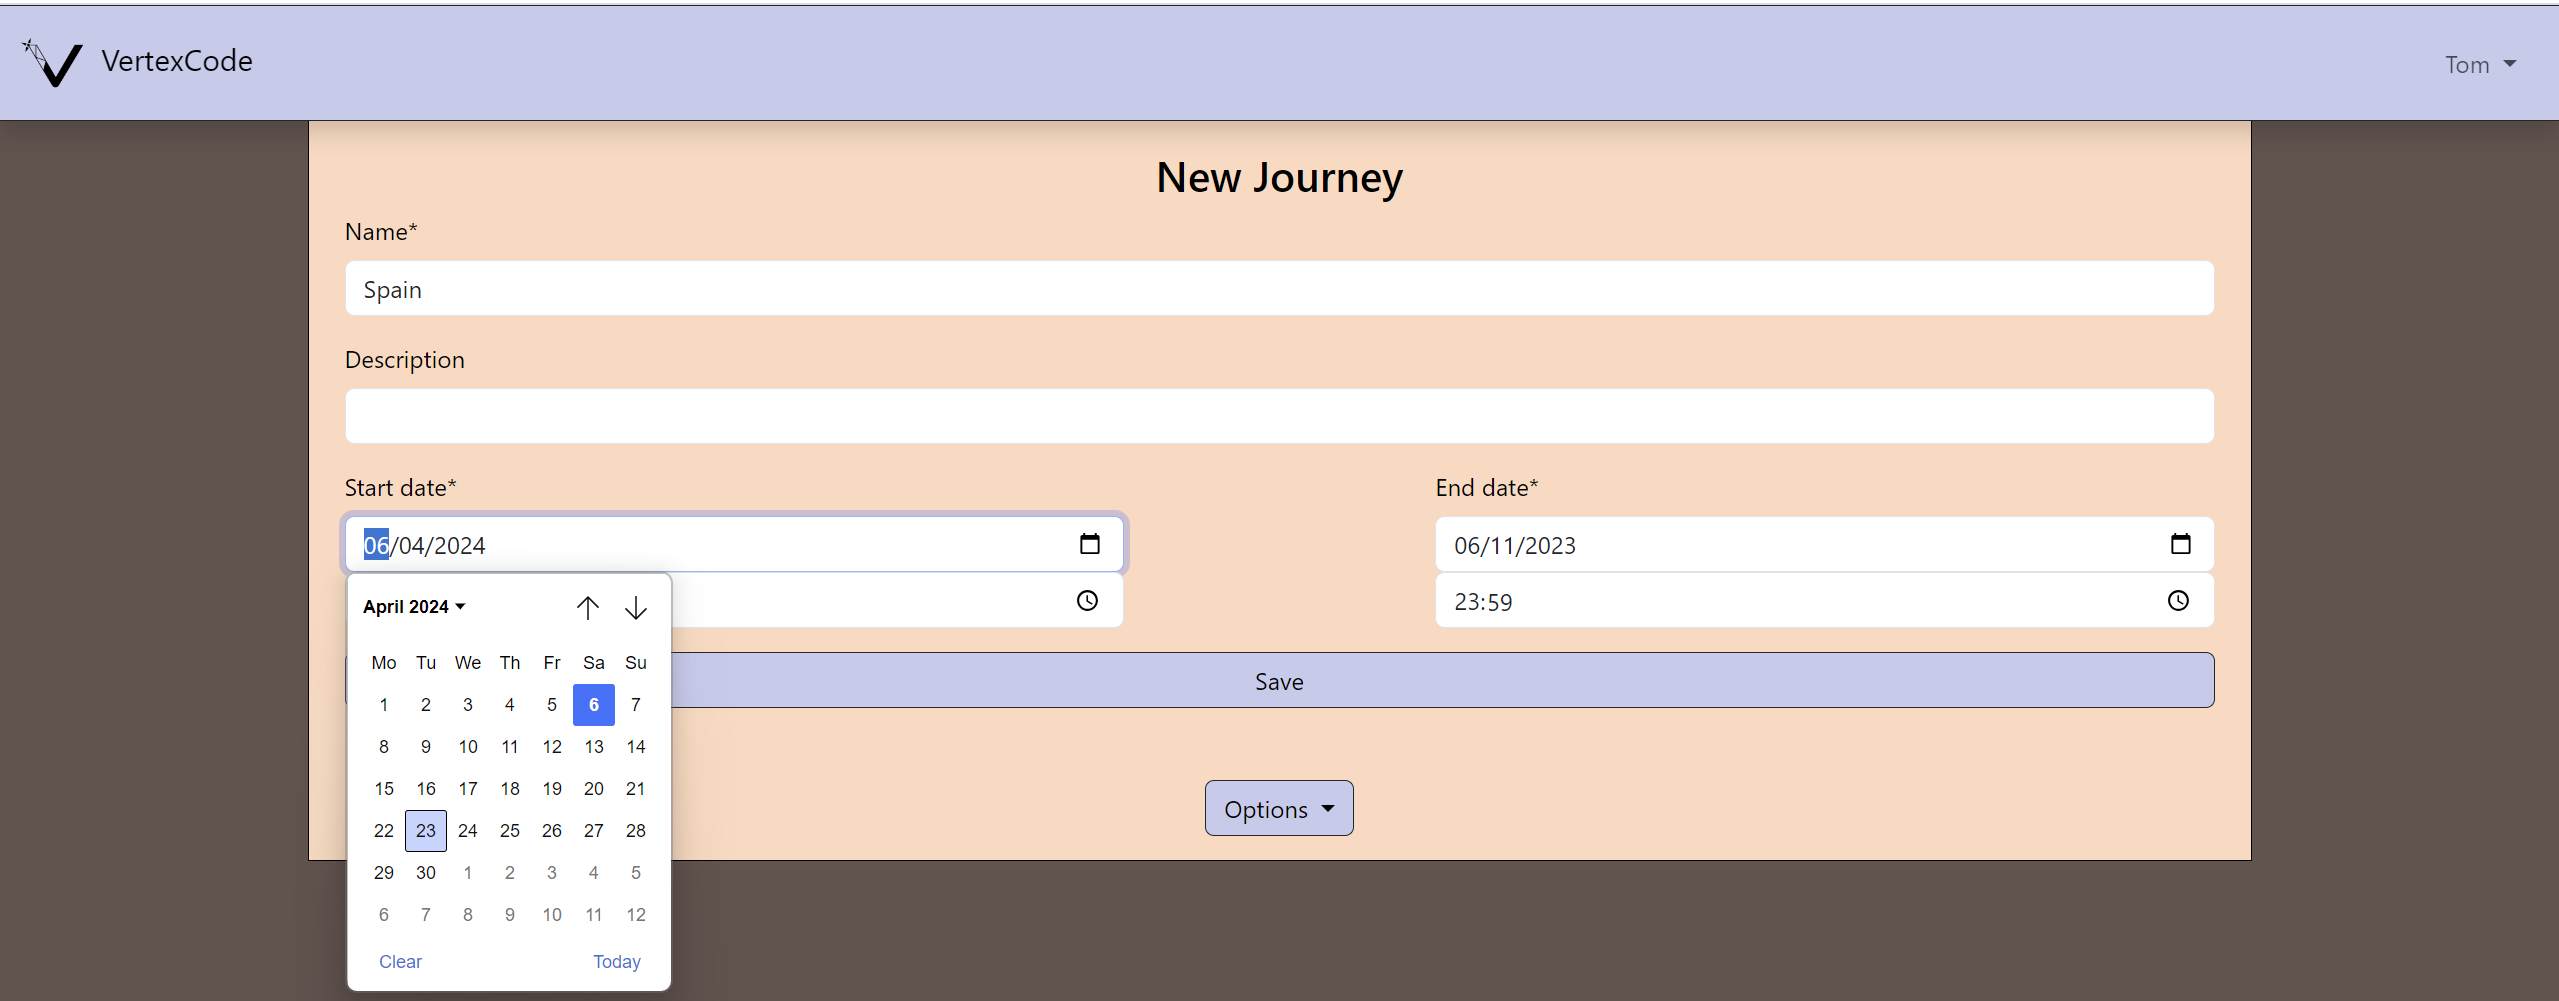 VertexCode
Tom
New Journey
Name*
Spain
Description
Start date*
End date*
06/04/2024
06/11/2023
23:59
April 2024
Mo Tu We Th Fr Sa Su
1 2 3 4 5 6 7
8 9 10 11 12 13 14
15 16 17 18 19 20 21
22 23 24 25 26 27 28
29 30 1 2 3 4 5
6 7 8 9 10 11 12
Clear Today
Save
Options